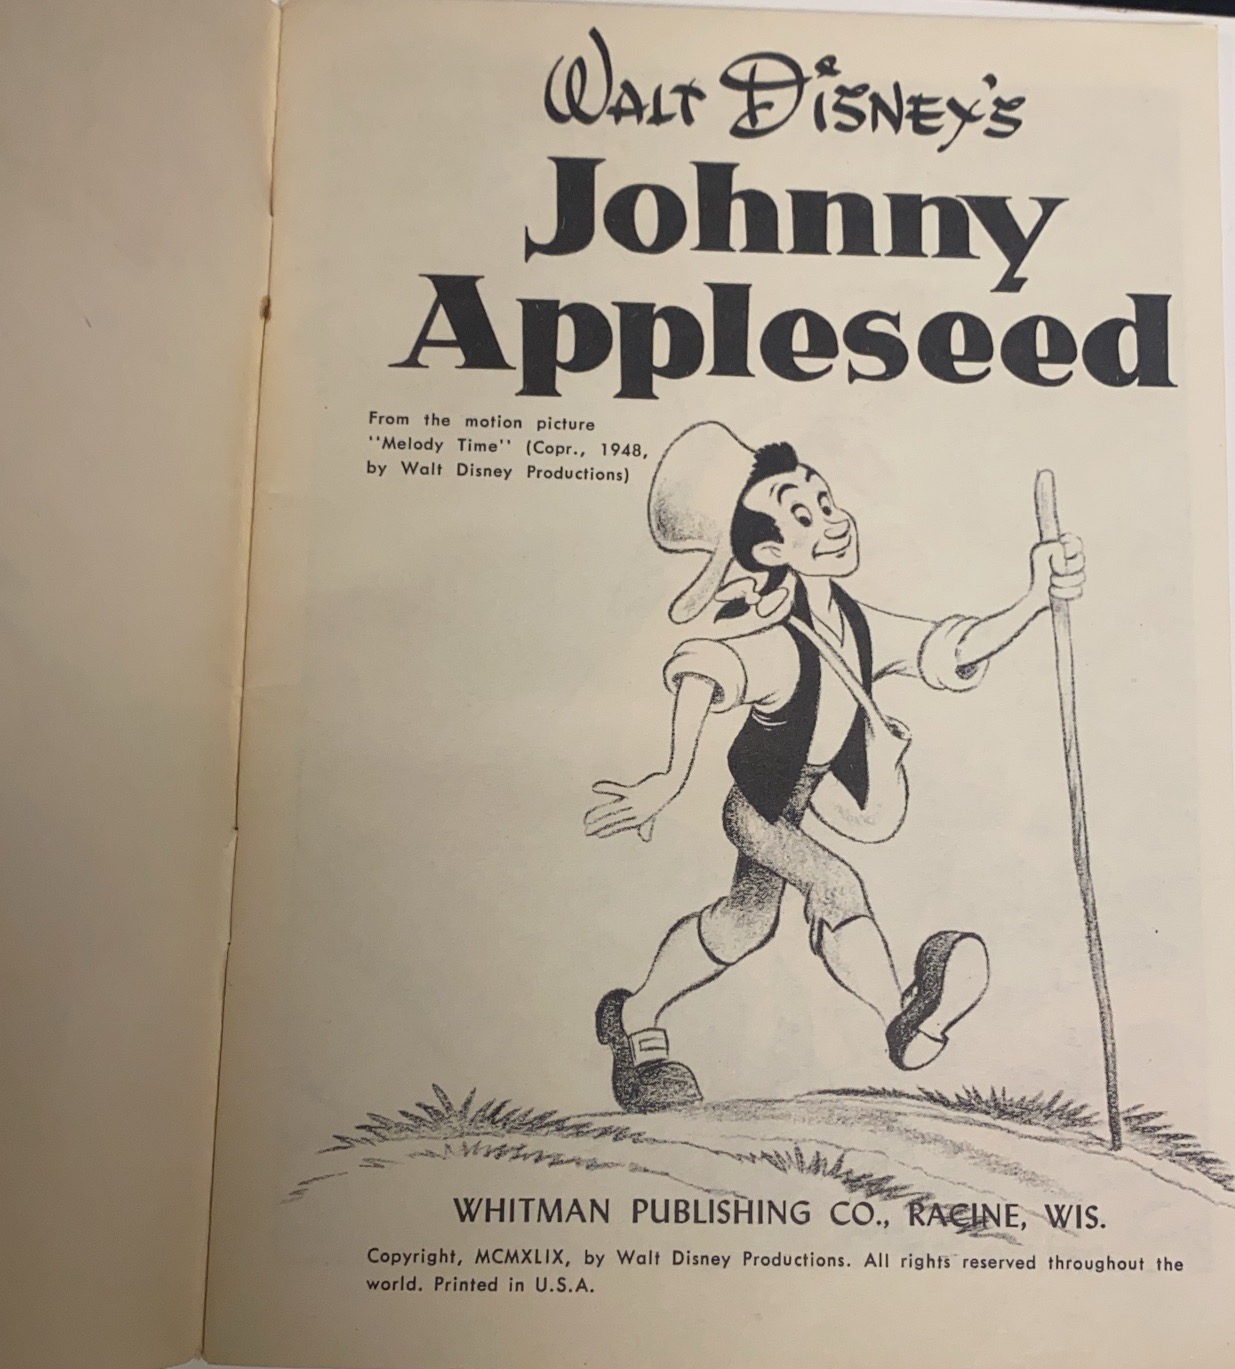 WALT DISNEY'S
Johnny
Appleseed
From the motion picture
''Melody Time'' (Copr., 1948,
by Walt Disney Productions)
WHITMAN PUBLISHING CO., RACINE, WIS.
Copyright, MCMXLIX, by Walt Disney Productions. All rights reserved throughout the
world. Printed in U.S.A.